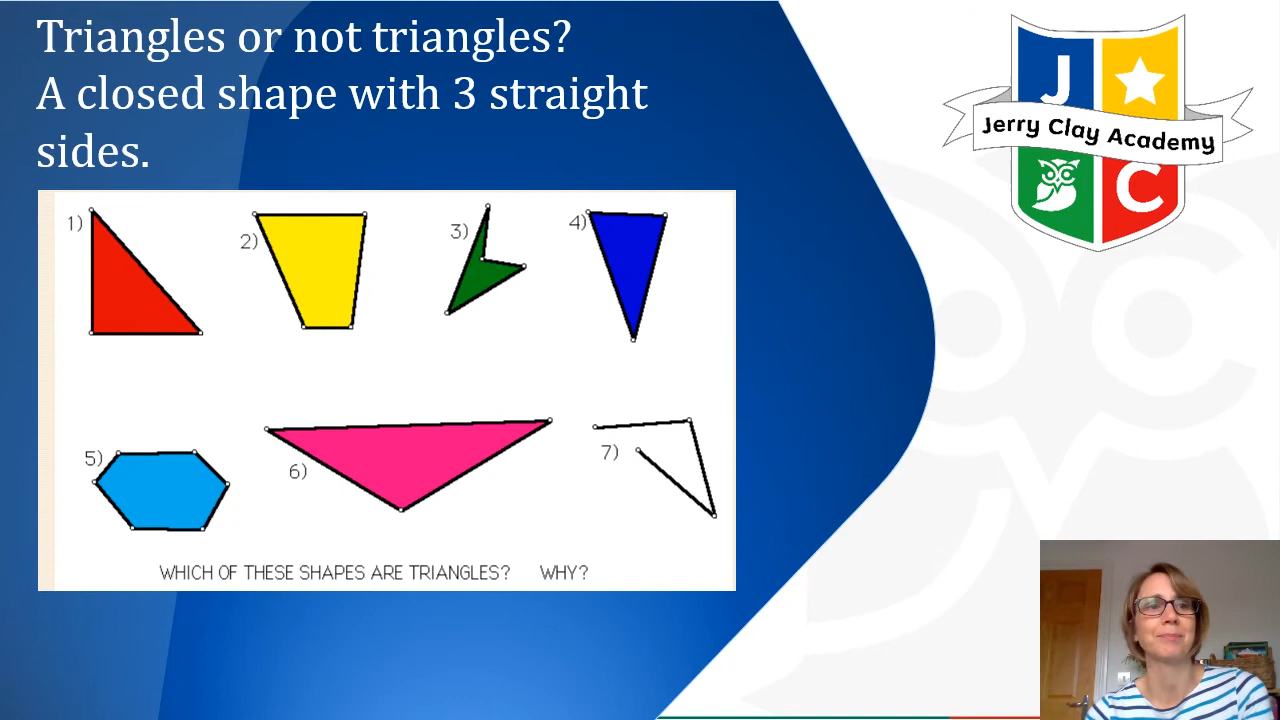 Triangles or not triangles?
A closed shape with 3 straight
sides.
J
Jerry Clay Academy
C
1)
2)
3)
4)
5)
6)
7)
WHICH OF THESE SHAPES ARE TRIANGLES? WHY?